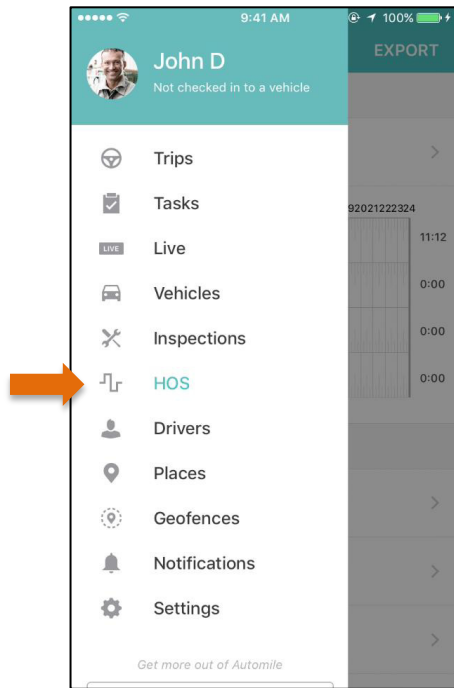 9:41 AM
100%
John D
Not checked in to a vehicle
EXPORT
Trips
Tasks
92021222324
LIVE Live
11:12
Vehicles
0:00
Inspections
0:00
HOS
0:00
Drivers
Places
Geofences
Notifications
Settings
Get more out of Automile